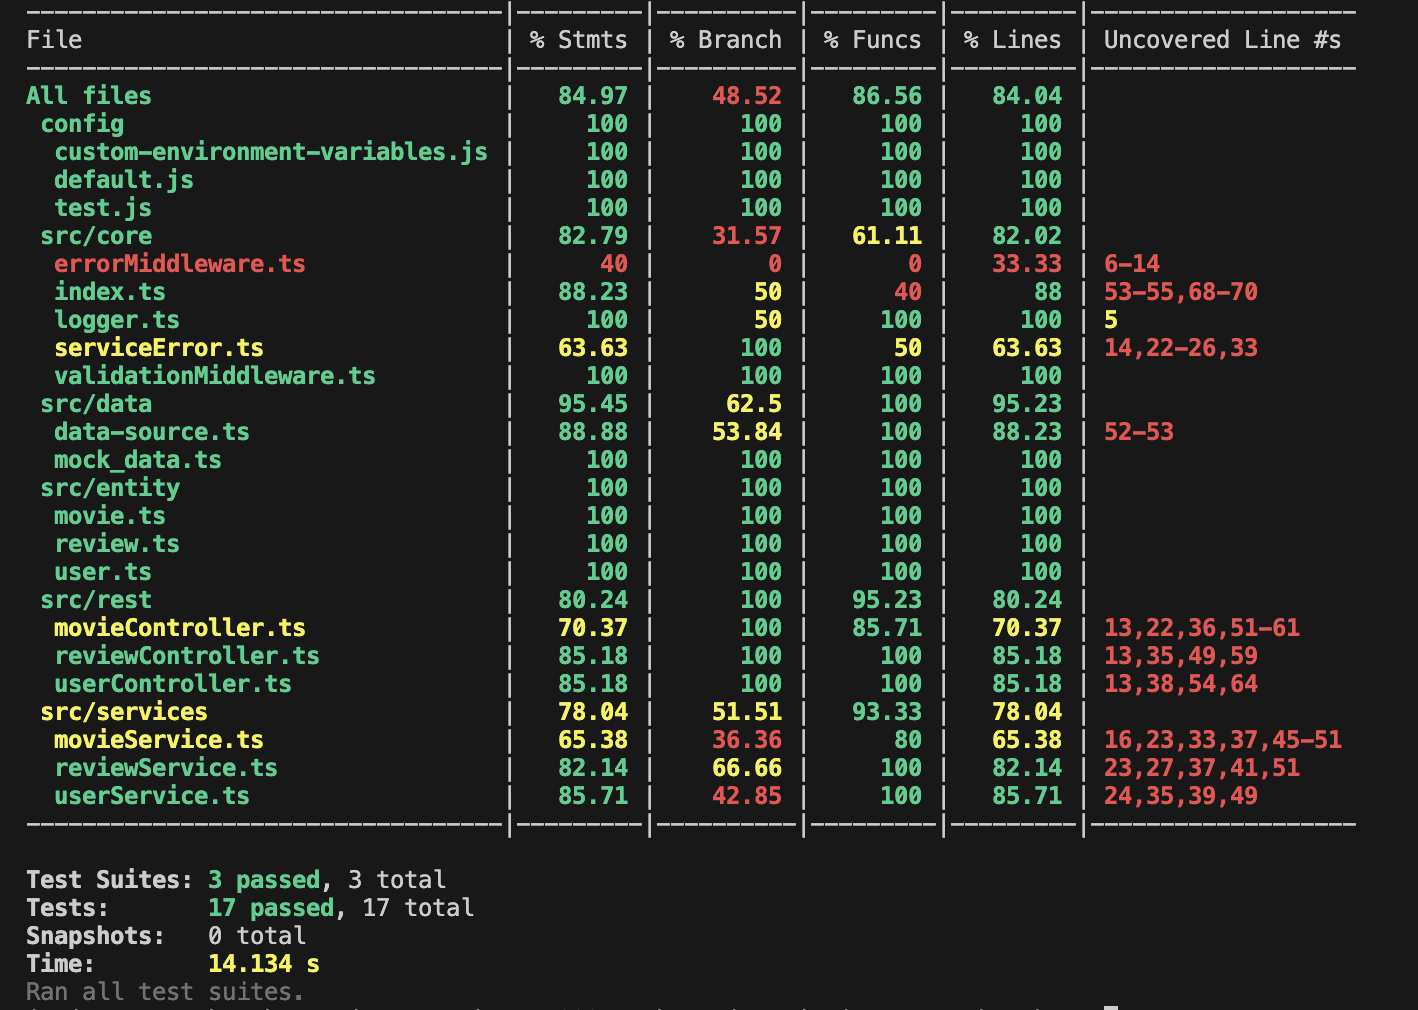 File | % Stmts | % Branch | % Funcs | % Lines | Uncovered Line #s
All files | 84.97 | 48.52 | 86.56 | 84.04 |
config | 100 | 100 | 100 | 100 |
custom-environment-variables.js | 100 | 100 | 100 | 100 |
default.js | 100 | 100 | 100 | 100 |
test.js | 100 | 100 | 100 | 100 |
src/core | 82.79 | 31.57 | 61.11 | 82.02 |
errorMiddleware.ts | 40 | 0 | 0 | 33.33 | 6-14
index.ts | 88.23 | 50 | 40 | 88 | 53-55,68-70
logger.ts | 100 | 50 | 100 | 100 | 5
serviceError.ts | 63.63 | 100 | 50 | 63.63 | 14,22-26,33
validationMiddleware.ts | 100 | 100 | 100 | 100 |
src/data | 95.45 | 62.5 | 100 | 95.23 |
data-source.ts | 88.88 | 53.84 | 100 | 88.23 | 52-53
mock_data.ts | 100 | 100 | 100 | 100 |
src/entity | 100 | 100 | 100 | 100 |
movie.ts | 100 | 100 | 100 | 100 |
review.ts | 100 | 100 | 100 | 100 |
user.ts | 100 | 100 | 100 | 100 |
src/rest | 80.24 | 100 | 95.23 | 80.24 |
movieController.ts | 70.37 | 100 | 85.71 | 70.37 | 13,22,36,51-61
reviewController.ts | 85.18 | 100 | 100 | 85.18 | 13,35,49,59
userController.ts | 85.18 | 100 | 100 | 85.18 | 13,38,54,64
src/services | 78.04 | 51.51 | 93.33 | 78.04 |
movieService.ts | 65.38 | 36.36 | 80 | 65.38 | 16,23,33,37,45-51
reviewService.ts | 82.14 | 66.66 | 100 | 82.14 | 23,27,37,41,51
userService.ts | 85.71 | 42.85 | 100 | 85.71 | 24,35,39,49
Test Suites: 3 passed, 3 total
Tests: 17 passed, 17 total
Snapshots: 0 total
Time: 14.134 s
Ran all test suites.